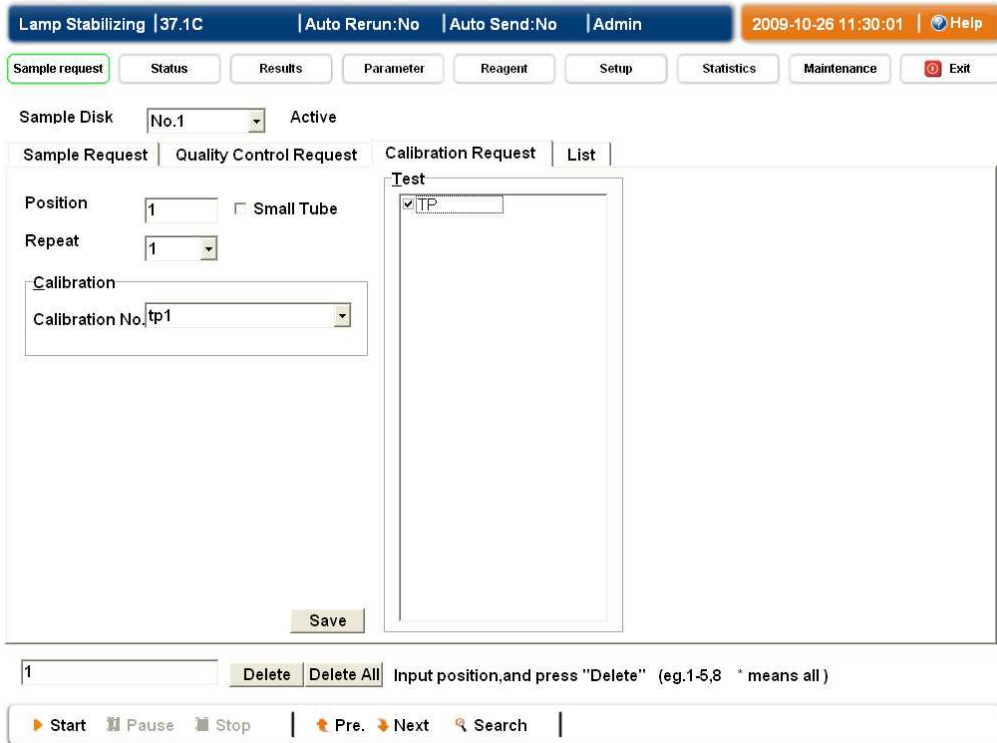 Lamp Stabilizing |37.1C |Auto Rerun:No |Auto Send:No |Admin 2009-10-26 11:30:01 | Help
Sample request Status Results Parameter Reagent Setup Statistics Maintenance Exit
Sample Disk No.1 Active
Sample Request Quality Control Request Calibration Request List
Test
TP
Position 1 Small Tube
Repeat 1
Calibration
Calibration No. tp1
Save
1 Delete Delete All Input position,and press "Delete" (eg.1-5,8 * means all )
Start Pause Stop | Pre. Next Search |